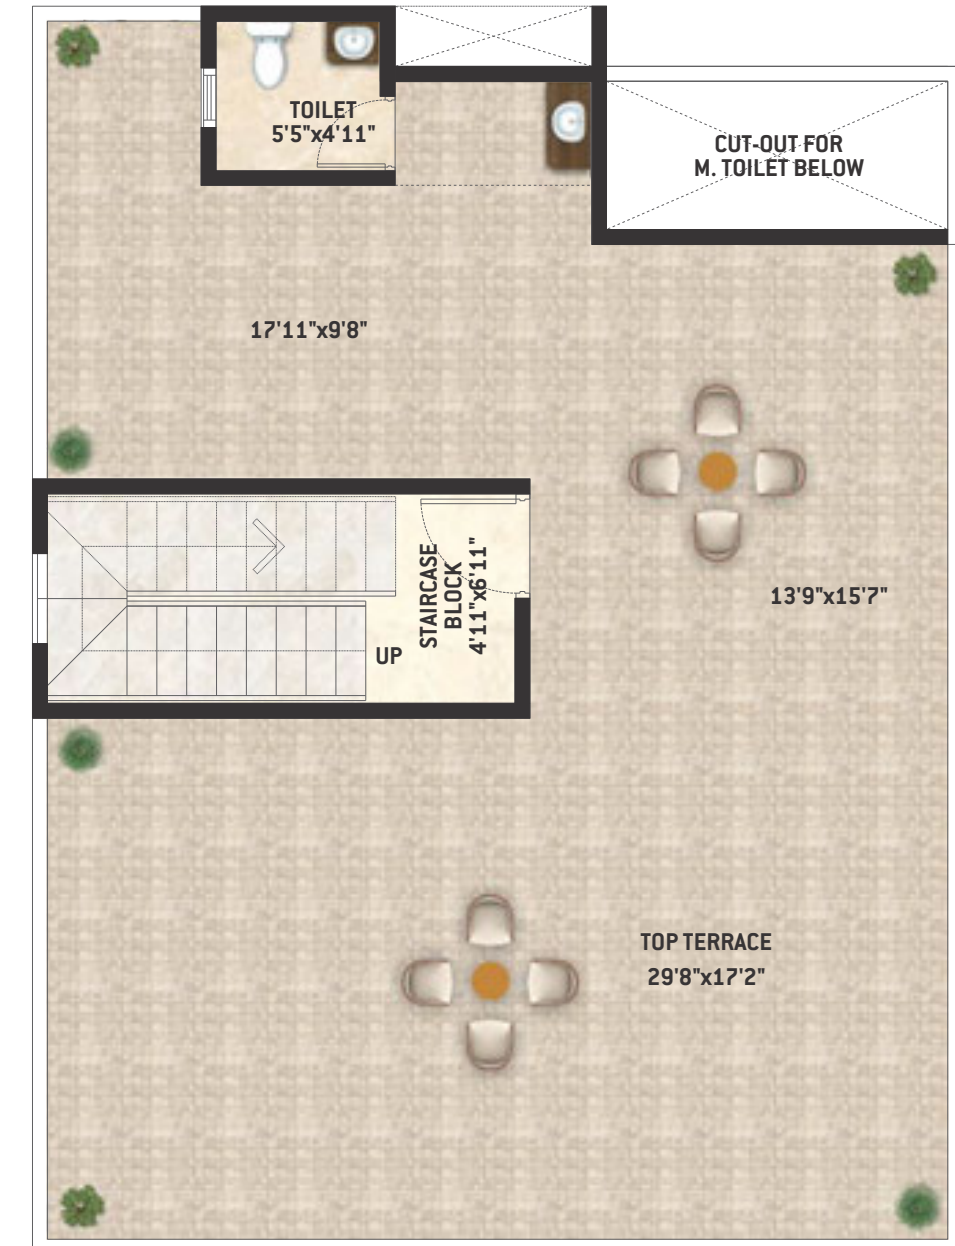 TOILET
5'5"x4'11"
CUT-OUT FOR
M. TOILET BELOW
17'11"x9'8"
STAIRCASE
BLOCK
4'11"x6'11"
UP
13'9"x15'7"
TOP TERRACE
29'8"x17'2"